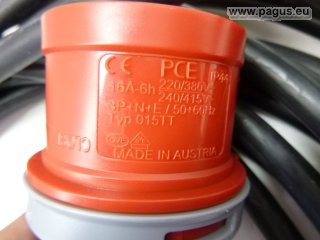 www.pagus.eu
CE PCE IP44
16A-6h 220/380V
240/415V
3P+N+E / 50+60Hz
Typ 015TT
MADE IN AUSTRIA